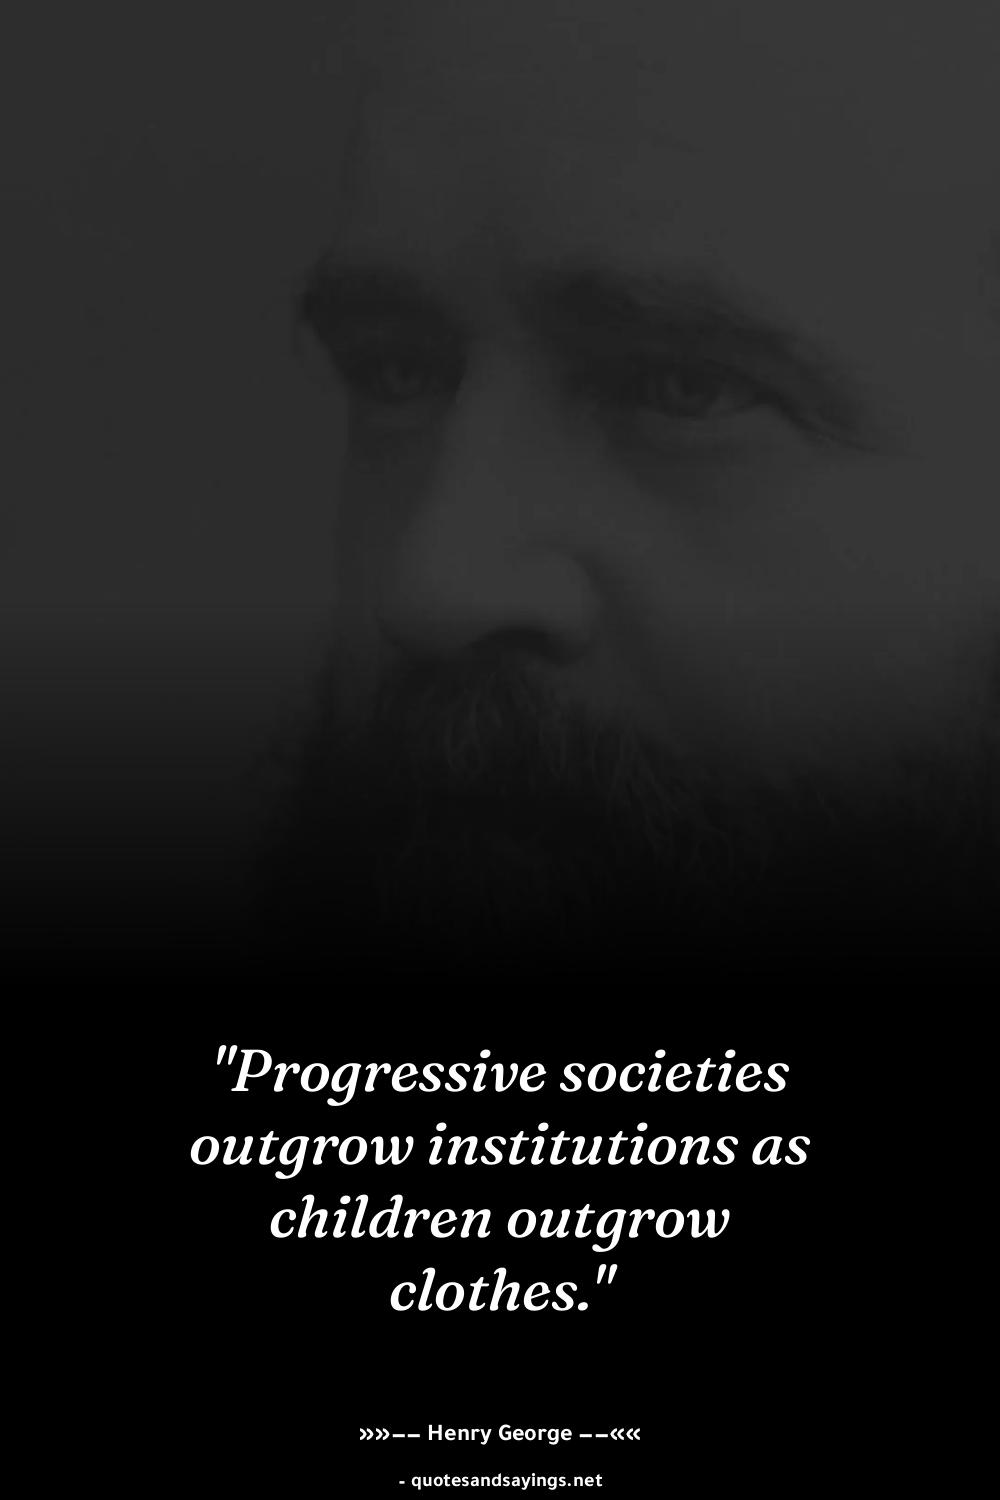 "Progressive societies
outgrow institutions as
children outgrow
clothes."
»»−− Henry George −−««
- quotesandsayings.net